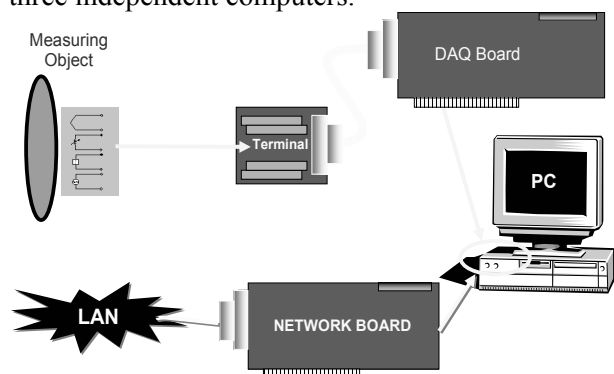 three independent computers.
Measuring
Object
DAQ Board
Terminal
PC
LAN
NETWORK BOARD